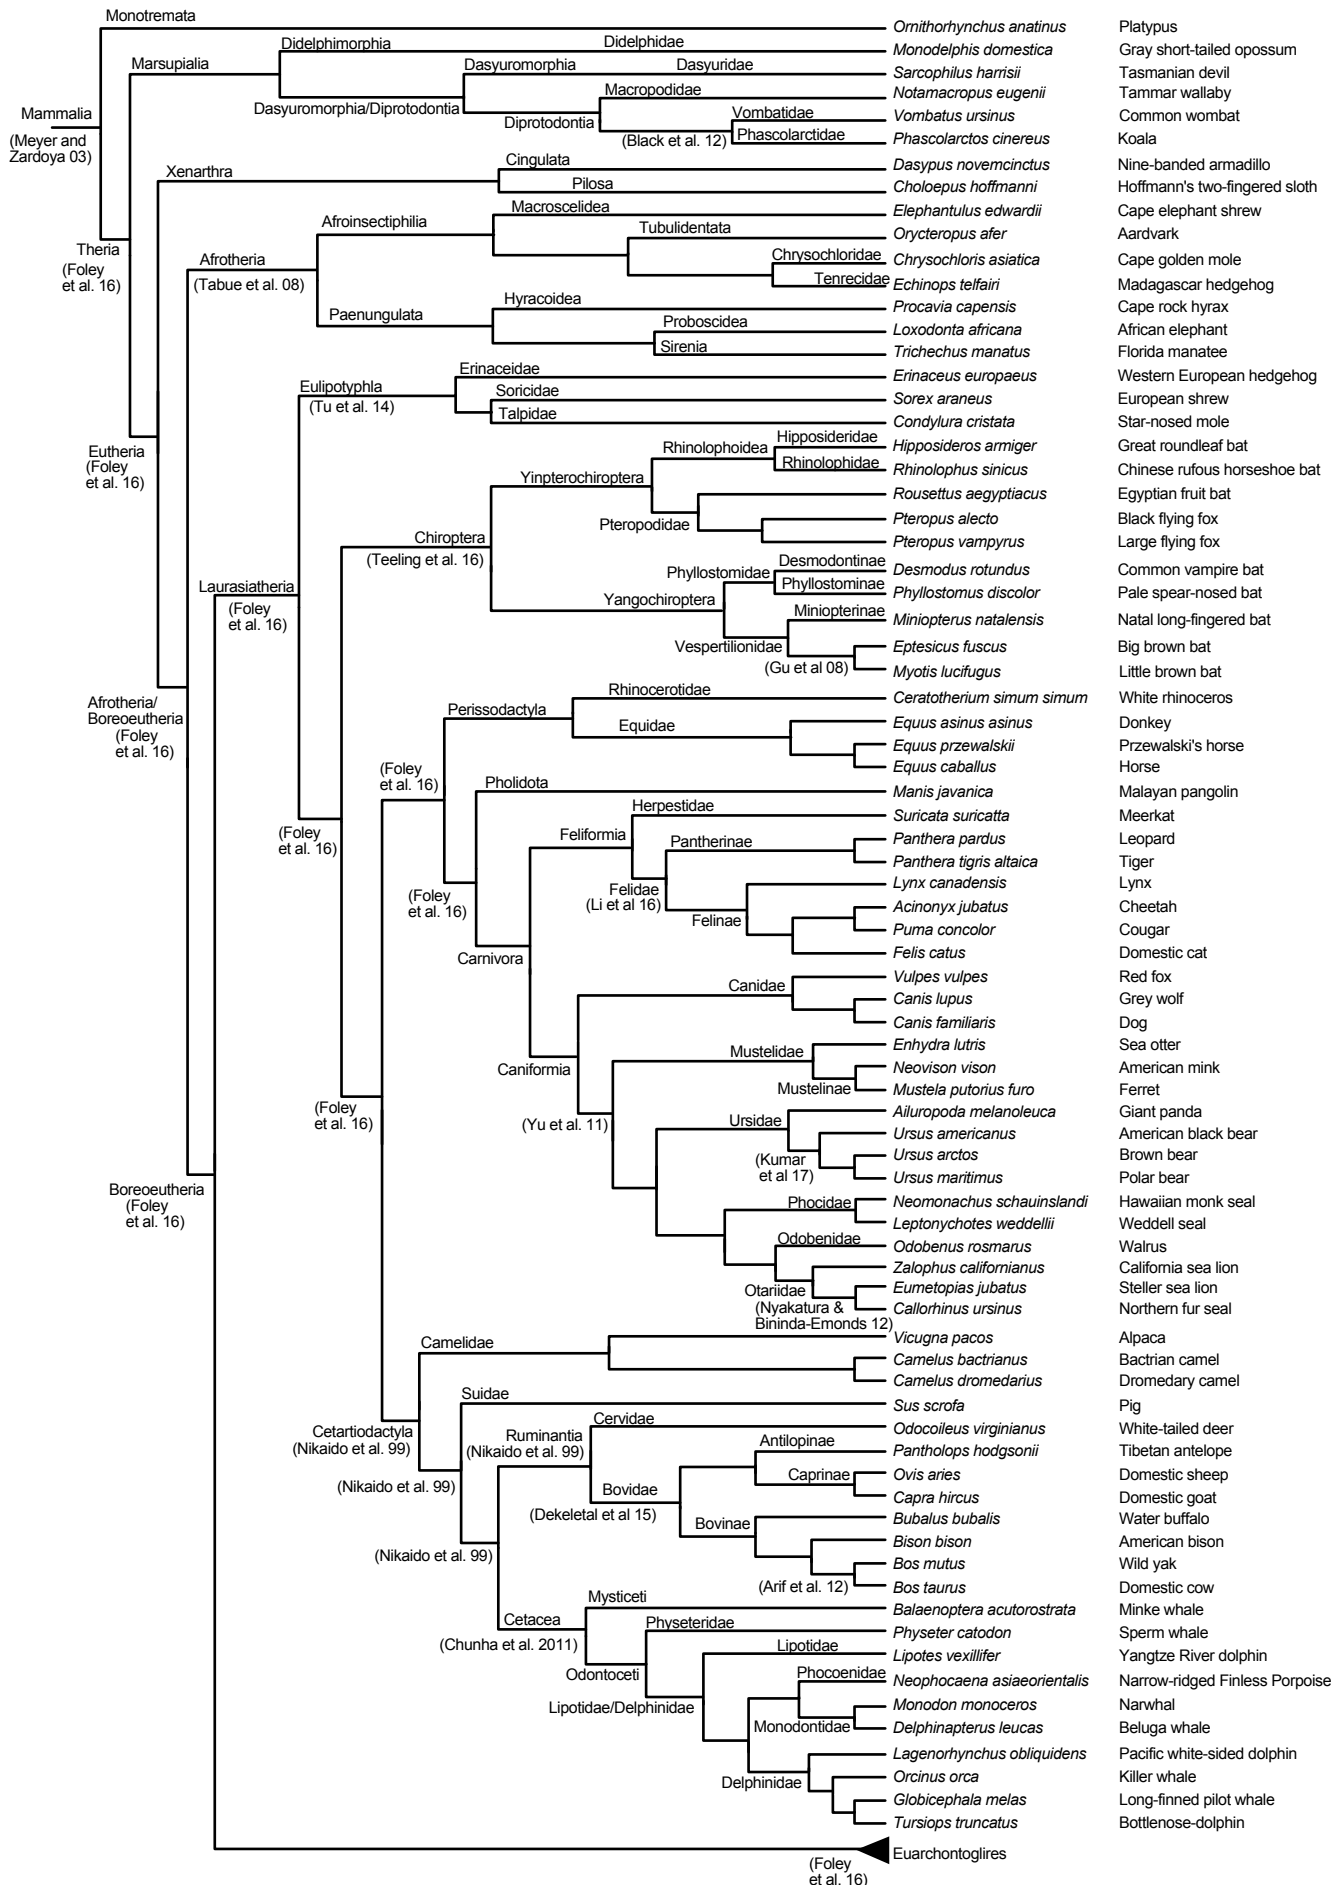 Monotremata
Ornithorhynchus anatinus Platypus
Didelphimorphia Didelphidae
Monodelphis domestica Gray short-tailed opossum
Marsupialia
Dasyuromorphia Dasyuridae
Sarcophilus harrisii Tasmanian devil
Macropodidae
Notamacropus eugenii Tammar wallaby
Dasyuromorphia/Diprotodontia
Mammalia
Vombatidae
Vombatus ursinus Common wombat
Diprotodontia
(Meyer and
Zardoya 03)
(Black et al. 12)
Phascolarctidae
Phascolarctos cinereus Koala
Cingulata
Dasypus novemcinctus Nine-banded armadillo
Xenarthra
Pilosa
Choloepus hoffmanni Hoffmann's two-fingered sloth
Macroscelidea
Elephantulus edwardii Cape elephant shrew
Afroinsectiphilia
Tubulidentata
Orycteropus afer Aardvark
Theria
(Foley
et al. 16)
Afrotheria
(Tabue et al. 08)
Chrysochloridae
Chrysochloris asiatica Cape golden mole
Tenrecidae
Echinops telfairi Madagascar hedgehog
Hyracoidea
Procavia capensis Cape rock hyrax
Paenungulata
Proboscidea
Loxodonta africana African elephant
Sirenia
Trichechus manatus Florida manatee
Erinaceidae
Erinaceus europaeus Western European hedgehog
Eulipotyphla
(Tu et al. 14)
Soricidae
Sorex araneus European shrew
Talpidae
Condylura cristata Star-nosed mole
Eutheria
(Foley
et al. 16)
Rhinolophoidea
Hipposideridae
Hipposideros armiger Great roundleaf bat
Rhinolophidae
Rhinolophus sinicus Chinese rufous horseshoe bat
Yinpterochiroptera
Rousettus aegyptiacus Egyptian fruit bat
Pteropodidae
Pteropus alecto Black flying fox
Pteropus vampyrus Large flying fox
Chiroptera
(Teeling et al. 16)
Desmodontinae
Phyllostomidae
Desmodus rotundus Common vampire bat
Phyllostominae
Phyllostomus discolor Pale spear-nosed bat
Laurasiatheria
(Foley
et al. 16)
Yangochiroptera
Miniopterinae
Miniopterus natalensis Natal long-fingered bat
Vespertilionidae
Eptesicus fuscus Big brown bat
(Gu et al 08)
Myotis lucifugus Little brown bat
Afrotheria/
Boreoeutheria
(Foley
et al. 16)
Rhinocerotidae
Ceratotherium simum simum White rhinoceros
Perissodactyla
Equidae
Equus asinus asinus Donkey
Equus przewalskii Przewalski's horse
Equus caballus Horse
(Foley
et al. 16)
Pholidota
Manis javanica Malayan pangolin
Herpestidae
Suricata suricatta Meerkat
(Foley
et al. 16)
Feliformia
Pantherinae
Panthera pardus Leopard
Panthera tigris altaica Tiger
(Foley
et al. 16)
Felidae
(Li et al 16)
Lynx canadensis Lynx
Felinae
Acinonyx jubatus Cheetah
Puma concolor Cougar
Felis catus Domestic cat
Carnivora
Canidae
Vulpes vulpes Red fox
Canis lupus Grey wolf
Canis familiaris Dog
Mustelidae
Enhydra lutris Sea otter
Caniformia
Neovison vison American mink
Mustelinae
Mustela putorius furo Ferret
(Foley
et al. 16)
(Yu et al. 11)
Ursidae
Ailuropoda melanoleuca Giant panda
Ursus americanus American black bear
(Kumar
et al 17)
Ursus arctos Brown bear
Ursus maritimus Polar bear
Boreoeutheria
(Foley
et al. 16)
Phocidae
Neomonachus schauinslandi Hawaiian monk seal
Leptonychotes weddellii Weddell seal
Odobenidae
Odobenus rosmarus Walrus
Zalophus californianus California sea lion
Otariidae
Eumetopias jubatus Steller sea lion
(Nyakatura &
Bininda-Emonds 12)
Callorhinus ursinus Northern fur seal
Camelidae
Vicugna pacos Alpaca
Camelus bactrianus Bactrian camel
Camelus dromedarius Dromedary camel
Suidae
Sus scrofa Pig
Cetartiodactyla
(Nikaido et al. 99)
Ruminantia
(Nikaido et al. 99)
Cervidae
Odocoileus virginianus White-tailed deer
Antilopinae
Pantholops hodgsonii Tibetan antelope
(Nikaido et al. 99)
Caprinae
Ovis aries Domestic sheep
Capra hircus Domestic goat
Bovidae
(Dekeletal et al 15)
Bovinae
Bubalus bubalis Water buffalo
Bison bison American bison
(Nikaido et al. 99)
Bos mutus Wild yak
(Arif et al. 12)
Bos taurus Domestic cow
Mysticeti
Balaenoptera acutorostrata Minke whale
Cetacea
(Chunha et al. 2011)
Physeteridae
Physeter catodon Sperm whale
Lipotidae
Lipotes vexillifer Yangtze River dolphin
Odontoceti
Phocoenidae
Neophocaena asiaeorientalis Narrow-ridged Finless Porpoise
Lipotidae/Delphinidae
Monodon monoceros Narwhal
Monodontidae
Delphinapterus leucas Beluga whale
Lagenorhynchus obliquidens Pacific white-sided dolphin
Delphinidae
Orcinus orca Killer whale
Globicephala melas Long-finned pilot whale
Tursiops truncatus Bottlenose-dolphin
Euarchontoglires
(Foley
et al. 16)